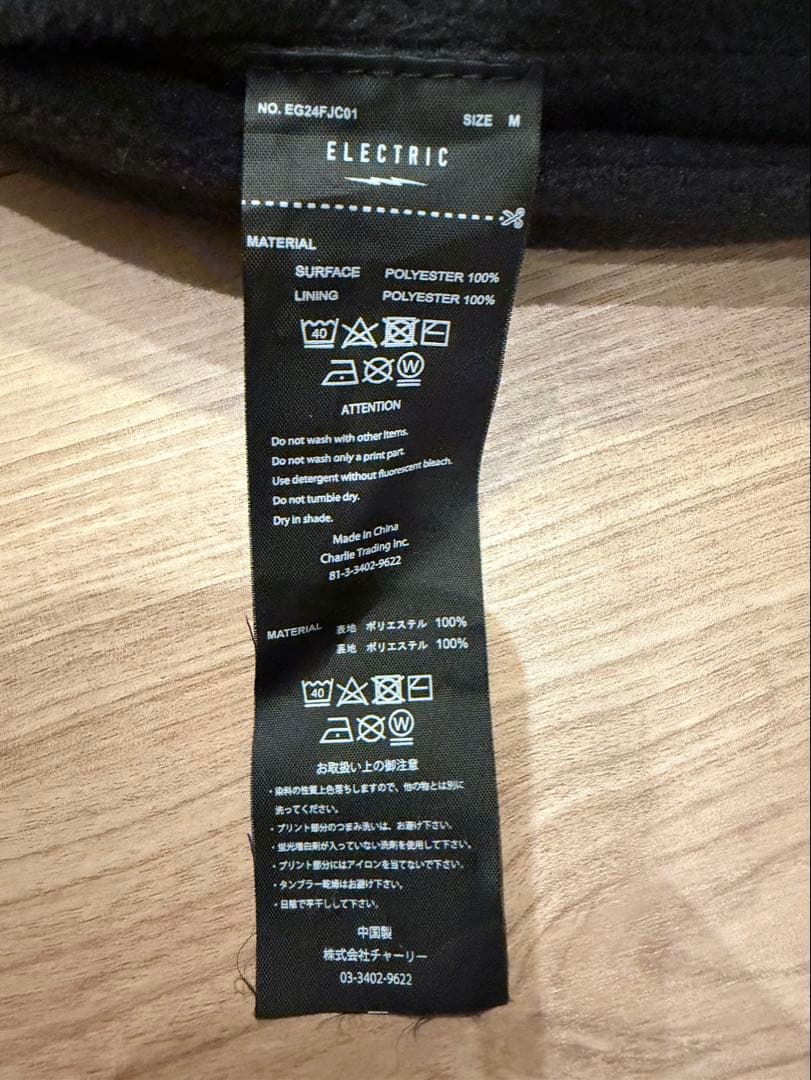 NO. EG24FJC01 SIZE M
ELECTRIC
MATERIAL
SURFACE POLYESTER 100%
LINING POLYESTER 100%
40
W
ATTENTION
Do not wash with other items.
Do not wash only a print part.
Use detergent without fluorescent bleach.
Do not tumble dry.
Dry in shade.
Made in China
Charlie Trading Inc.
81-3-3402-9622
MATERIAL 表地 ポリエステル 100%
裏地 ポリエステル 100%
40
W
お取扱い上の御注意
・染料の性質上色落ちしますので、他の物とは別に
洗ってください。
・プリント部分のつまみ洗いは、お避け下さい。
・蛍光増白剤が入っていない洗剤を使用して下さい。
・プリント部分にはアイロンを当てないで下さい。
・タンブラー乾燥はお避け下さい。
・日陰で平干しして下さい。
中国製
株式会社チャーリー
03-3402-9622